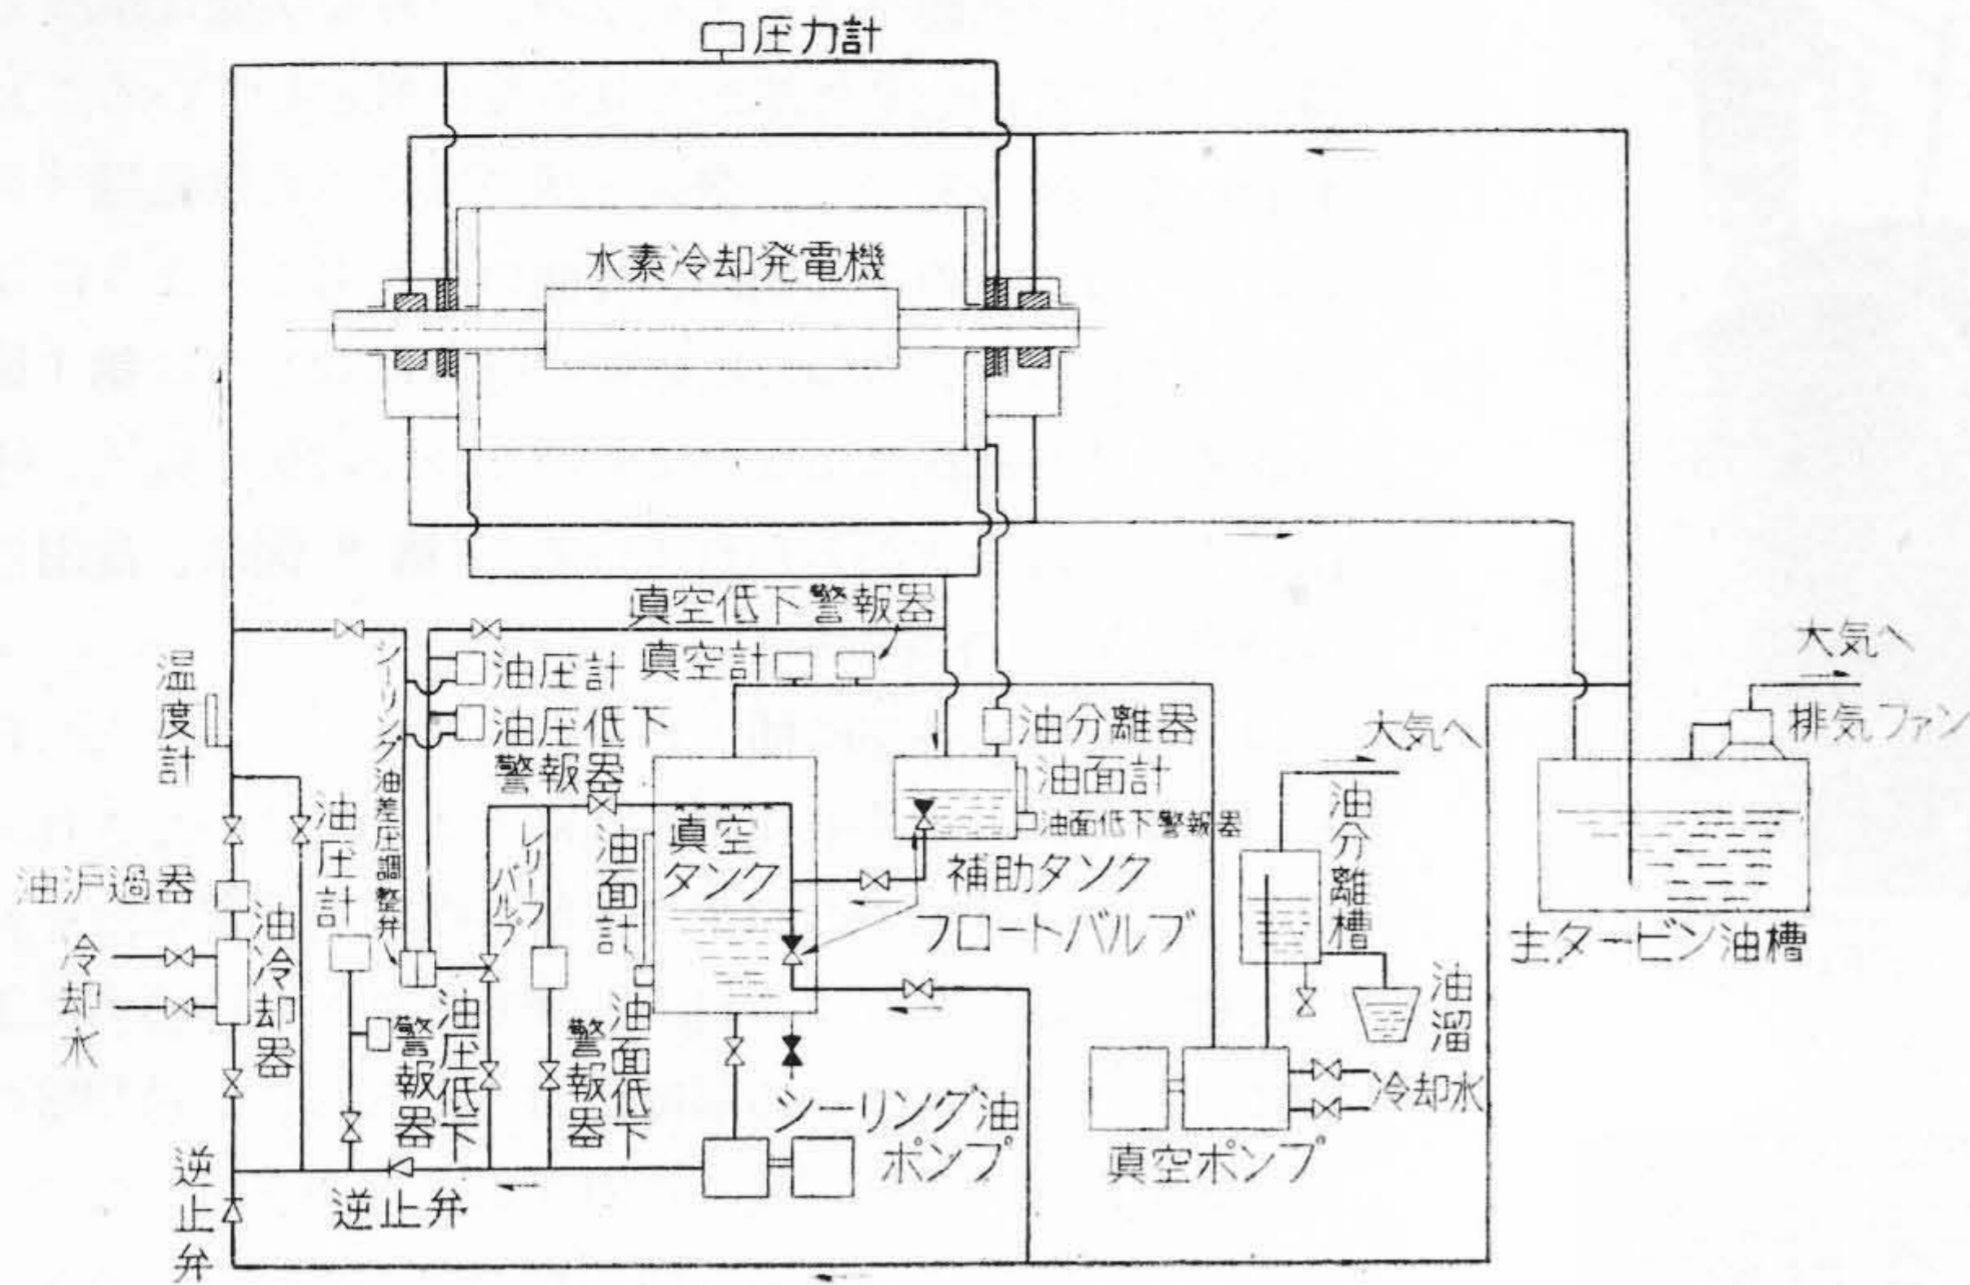 圧力計
水素冷却発電機
真空低下警報器
真空計
油圧計
油圧低下
警報器
シーリング油差圧調整弁
温度計
大気へ
排気ファン
油分離器
大気へ
油面計
油面低下警報器
油分離槽
補助タンク
フロートバルブ
主タービン油槽
真空
タンク
油面計
レリーフ
バルブ
油圧計
油沪過器
油冷却器
冷却水
油溜
油圧低下
警報器
油面低下
警報器
シーリング油
ポンプ
真空ポンプ
冷却水
逆止弁
逆止弁